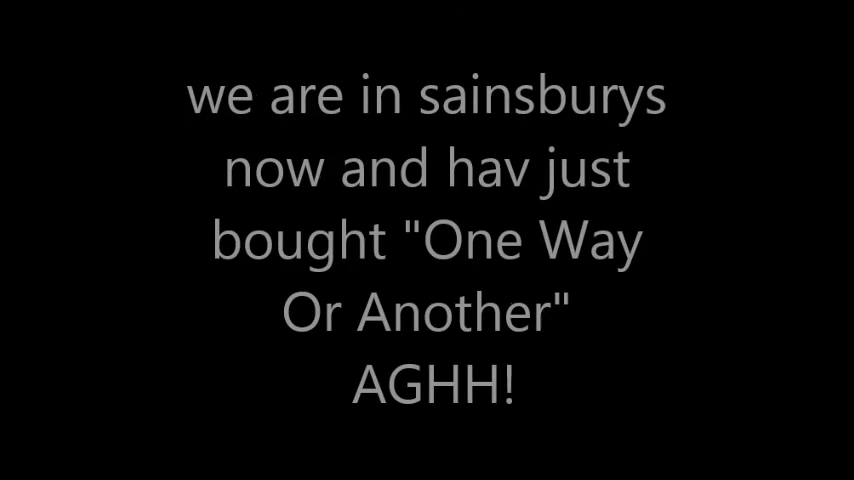 we are in sainsburys
now and hav just
bought "One Way
Or Another"
AGHH!